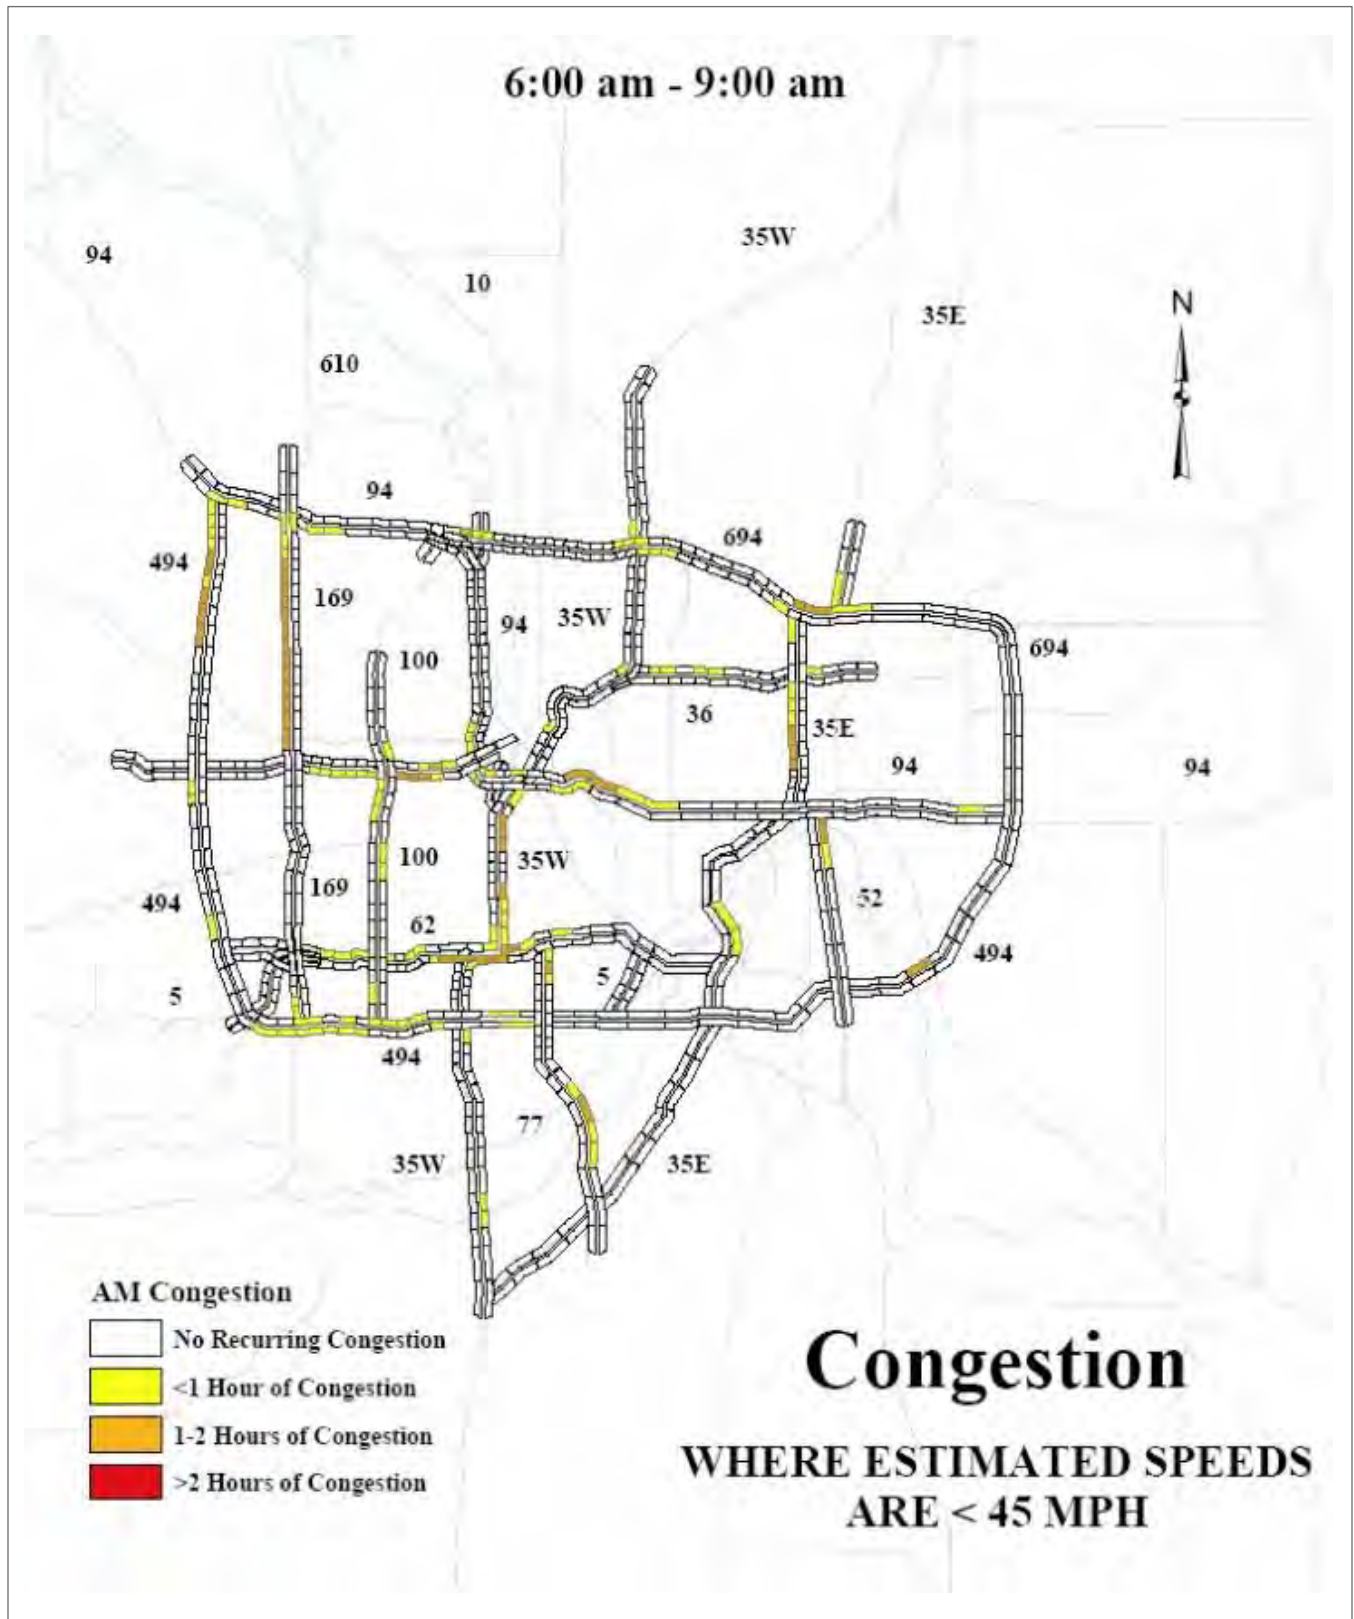 6:00 am - 9:00 am
35W
94
10
N
35E
610
94
694
494
169
94
35W
100
694
36
35E
94
94
100
35W
169
52
494
62
494
5
5
494
77
35W
35E
AM Congestion
No Recurring Congestion
<1 Hour of Congestion
1-2 Hours of Congestion
>2 Hours of Congestion
Congestion
WHERE ESTIMATED SPEEDS
ARE < 45 MPH